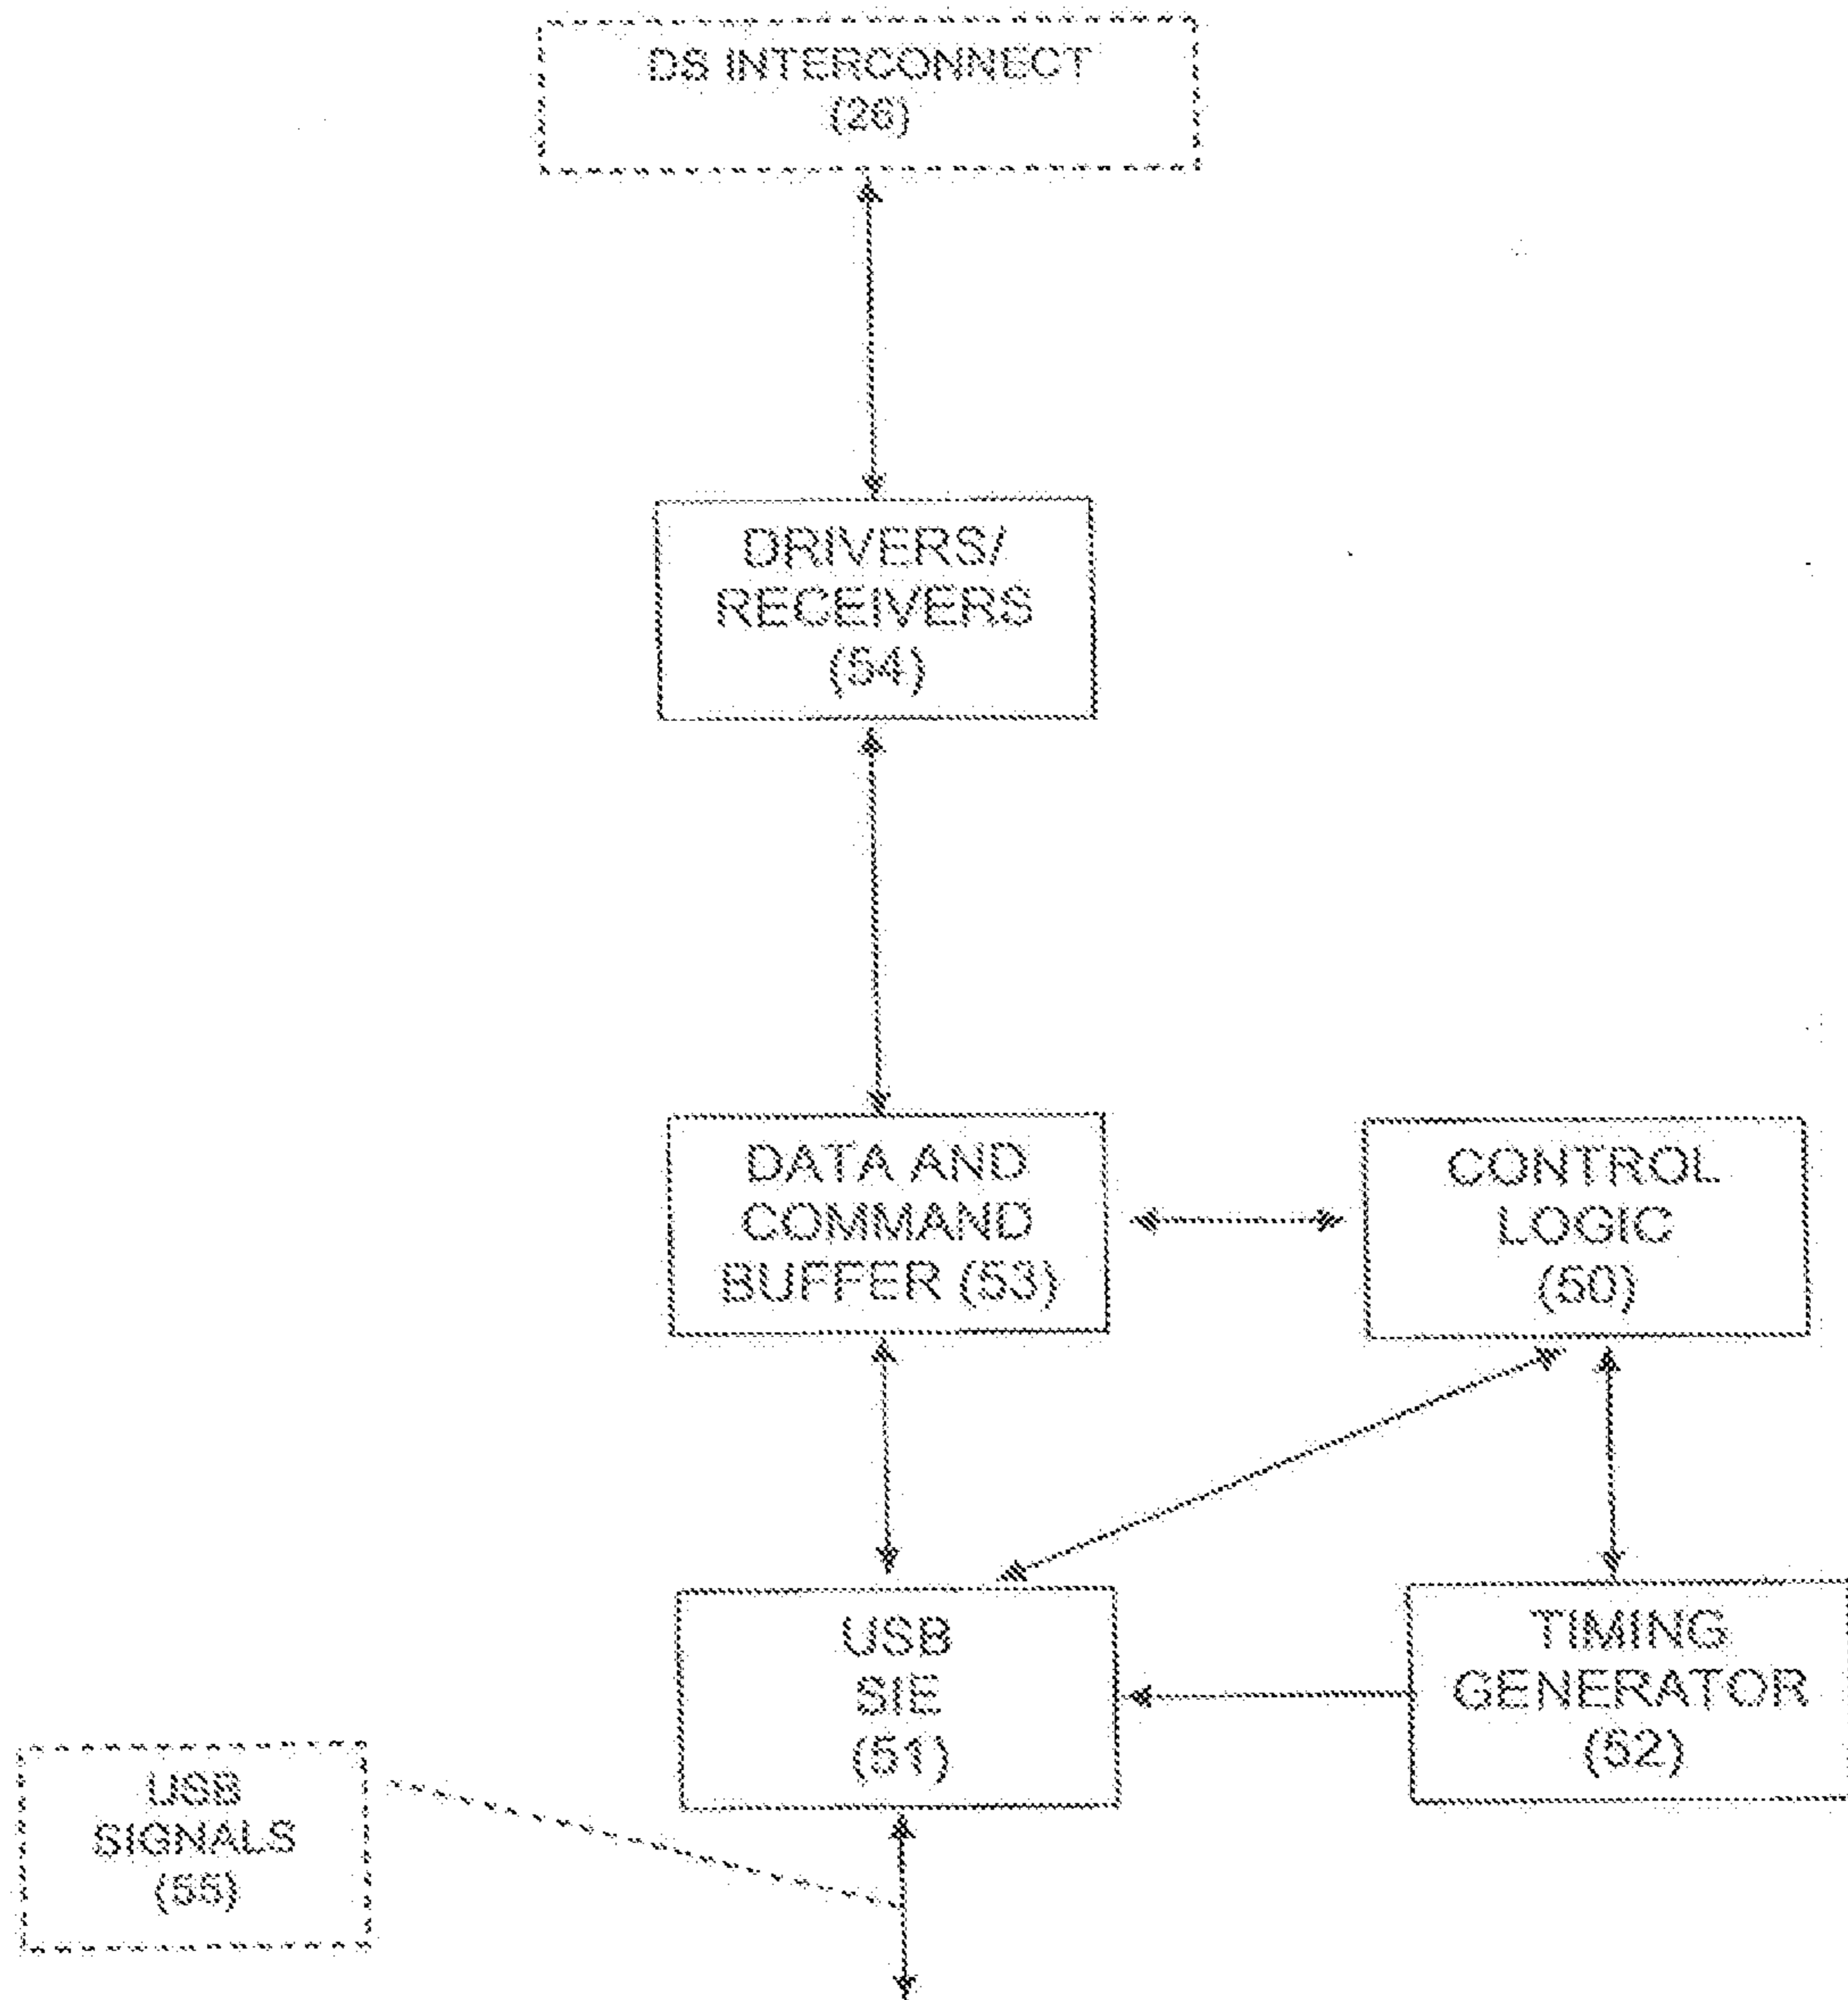 DS INTERCONNECT
(26)
DRIVERS/
RECEIVERS
(54)
DATA AND
COMMAND
BUFFER (53)
CONTROL
LOGIC
(50)
USB
SIE
(51)
TIMING
GENERATOR
(52)
USB
SIGNALS
(55)